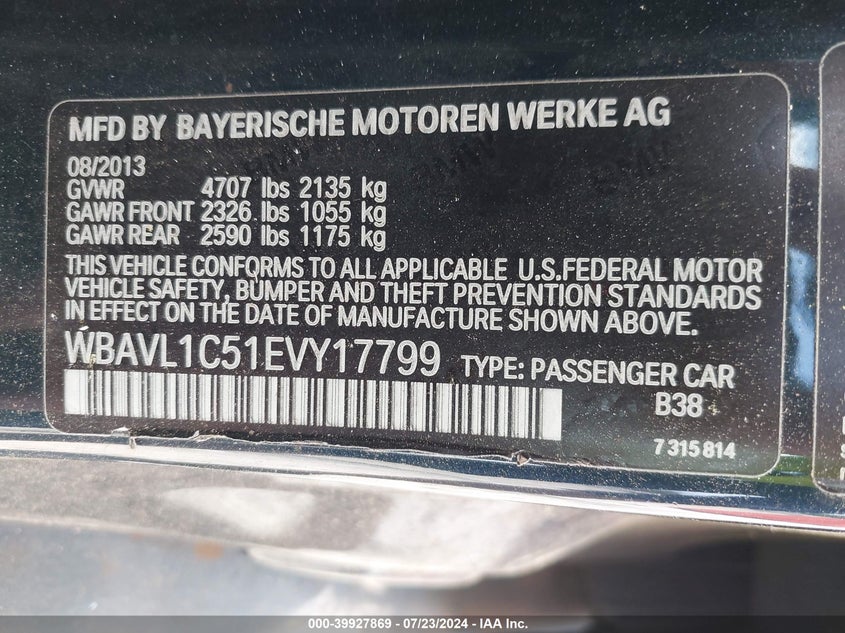 MFD BY BAYERISCHE MOTOREN WERKE AG
08/2013
GVWR 4707 lbs 2135 kg
GAWR FRONT 2326 lbs 1055 kg
GAWR REAR 2590 lbs 1175 kg
THIS VEHICLE CONFORMS TO ALL APPLICABLE U.S.FEDERAL MOTOR
VEHICLE SAFETY, BUMPER AND THEFT PREVENTION STANDARDS
IN EFFECT ON THE DATE OF MANUFACTURE SHOWN ABOVE.
WBAVL1C51EVY17799 TYPE: PASSENGER CAR
B38
7 315 814
000-39927869 / 07/23/2024 - IAA Inc.